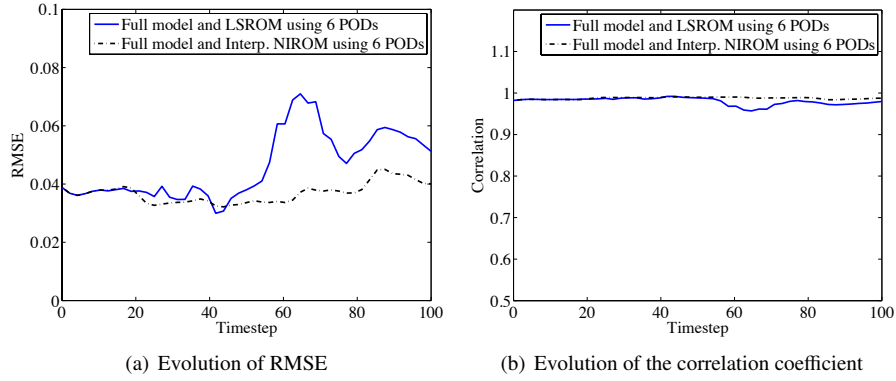 0.1
0.08
0.06
0.04
0.02
0
RMSE
Full model and LSROM using 6 PODs
Full model and Interp. NIROM using 6 PODs
0 20 40 60 80 100
Timestep
(a) Evolution of RMSE
1.1
1
0.9
0.8
0.7
0.6
0.5
Correlation
Full model and LSROM using 6 PODs
Full model and Interp. NIROM using 6 PODs
0 20 40 60 80 100
Timestep
(b) Evolution of the correlation coefficient